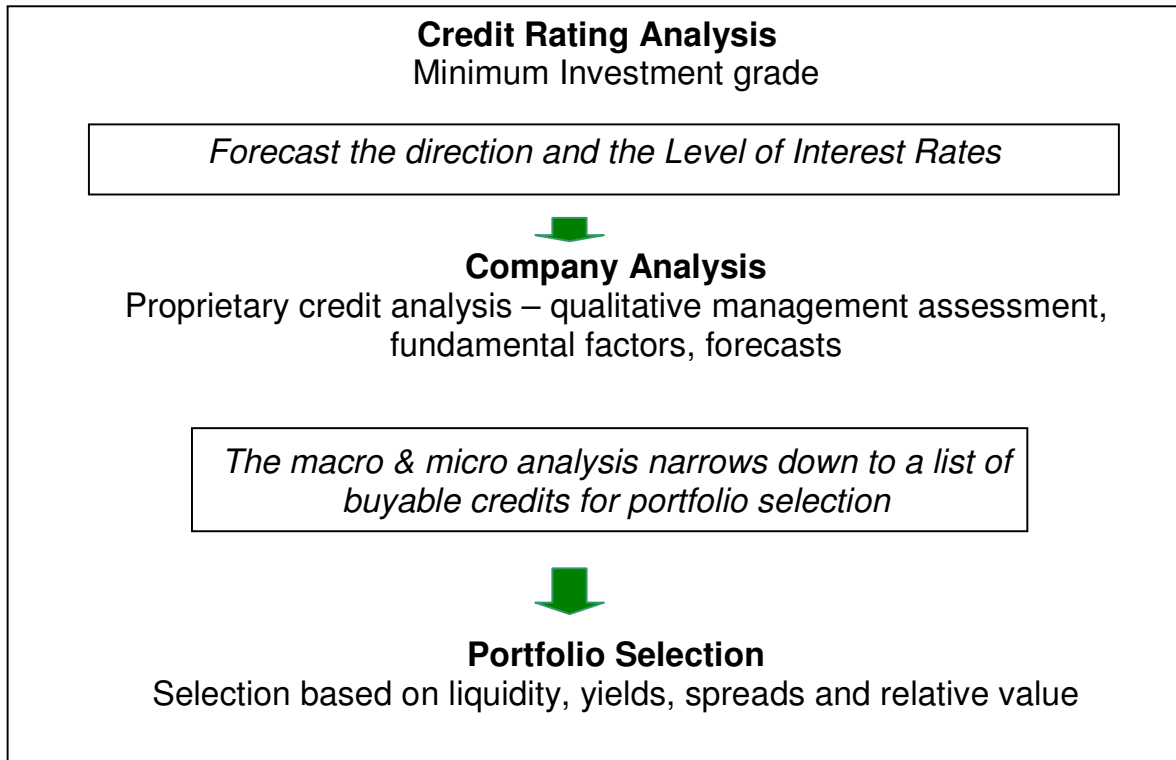 Credit Rating Analysis
Minimum Investment grade
Forecast the direction and the Level of Interest Rates
Company Analysis
Proprietary credit analysis – qualitative management assessment,
fundamental factors, forecasts
The macro & micro analysis narrows down to a list of
buyable credits for portfolio selection
Portfolio Selection
Selection based on liquidity, yields, spreads and relative value